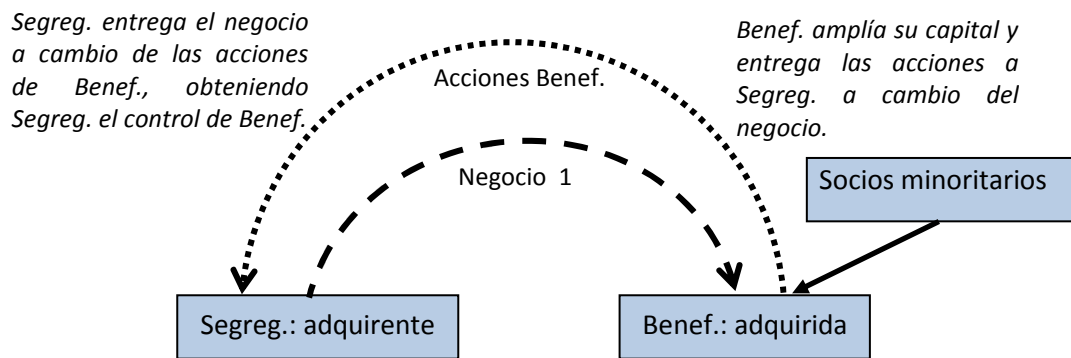 Segreg. entrega el negocio
a cambio de las acciones
de Benef., obteniendo
Segreg. el control de Benef.
Benef. amplía su capital y
entrega las acciones a
Segreg. a cambio del
negocio.
Acciones Benef.
Negocio 1
Socios minoritarios
Segreg.: adquirente
Benef.: adquirida